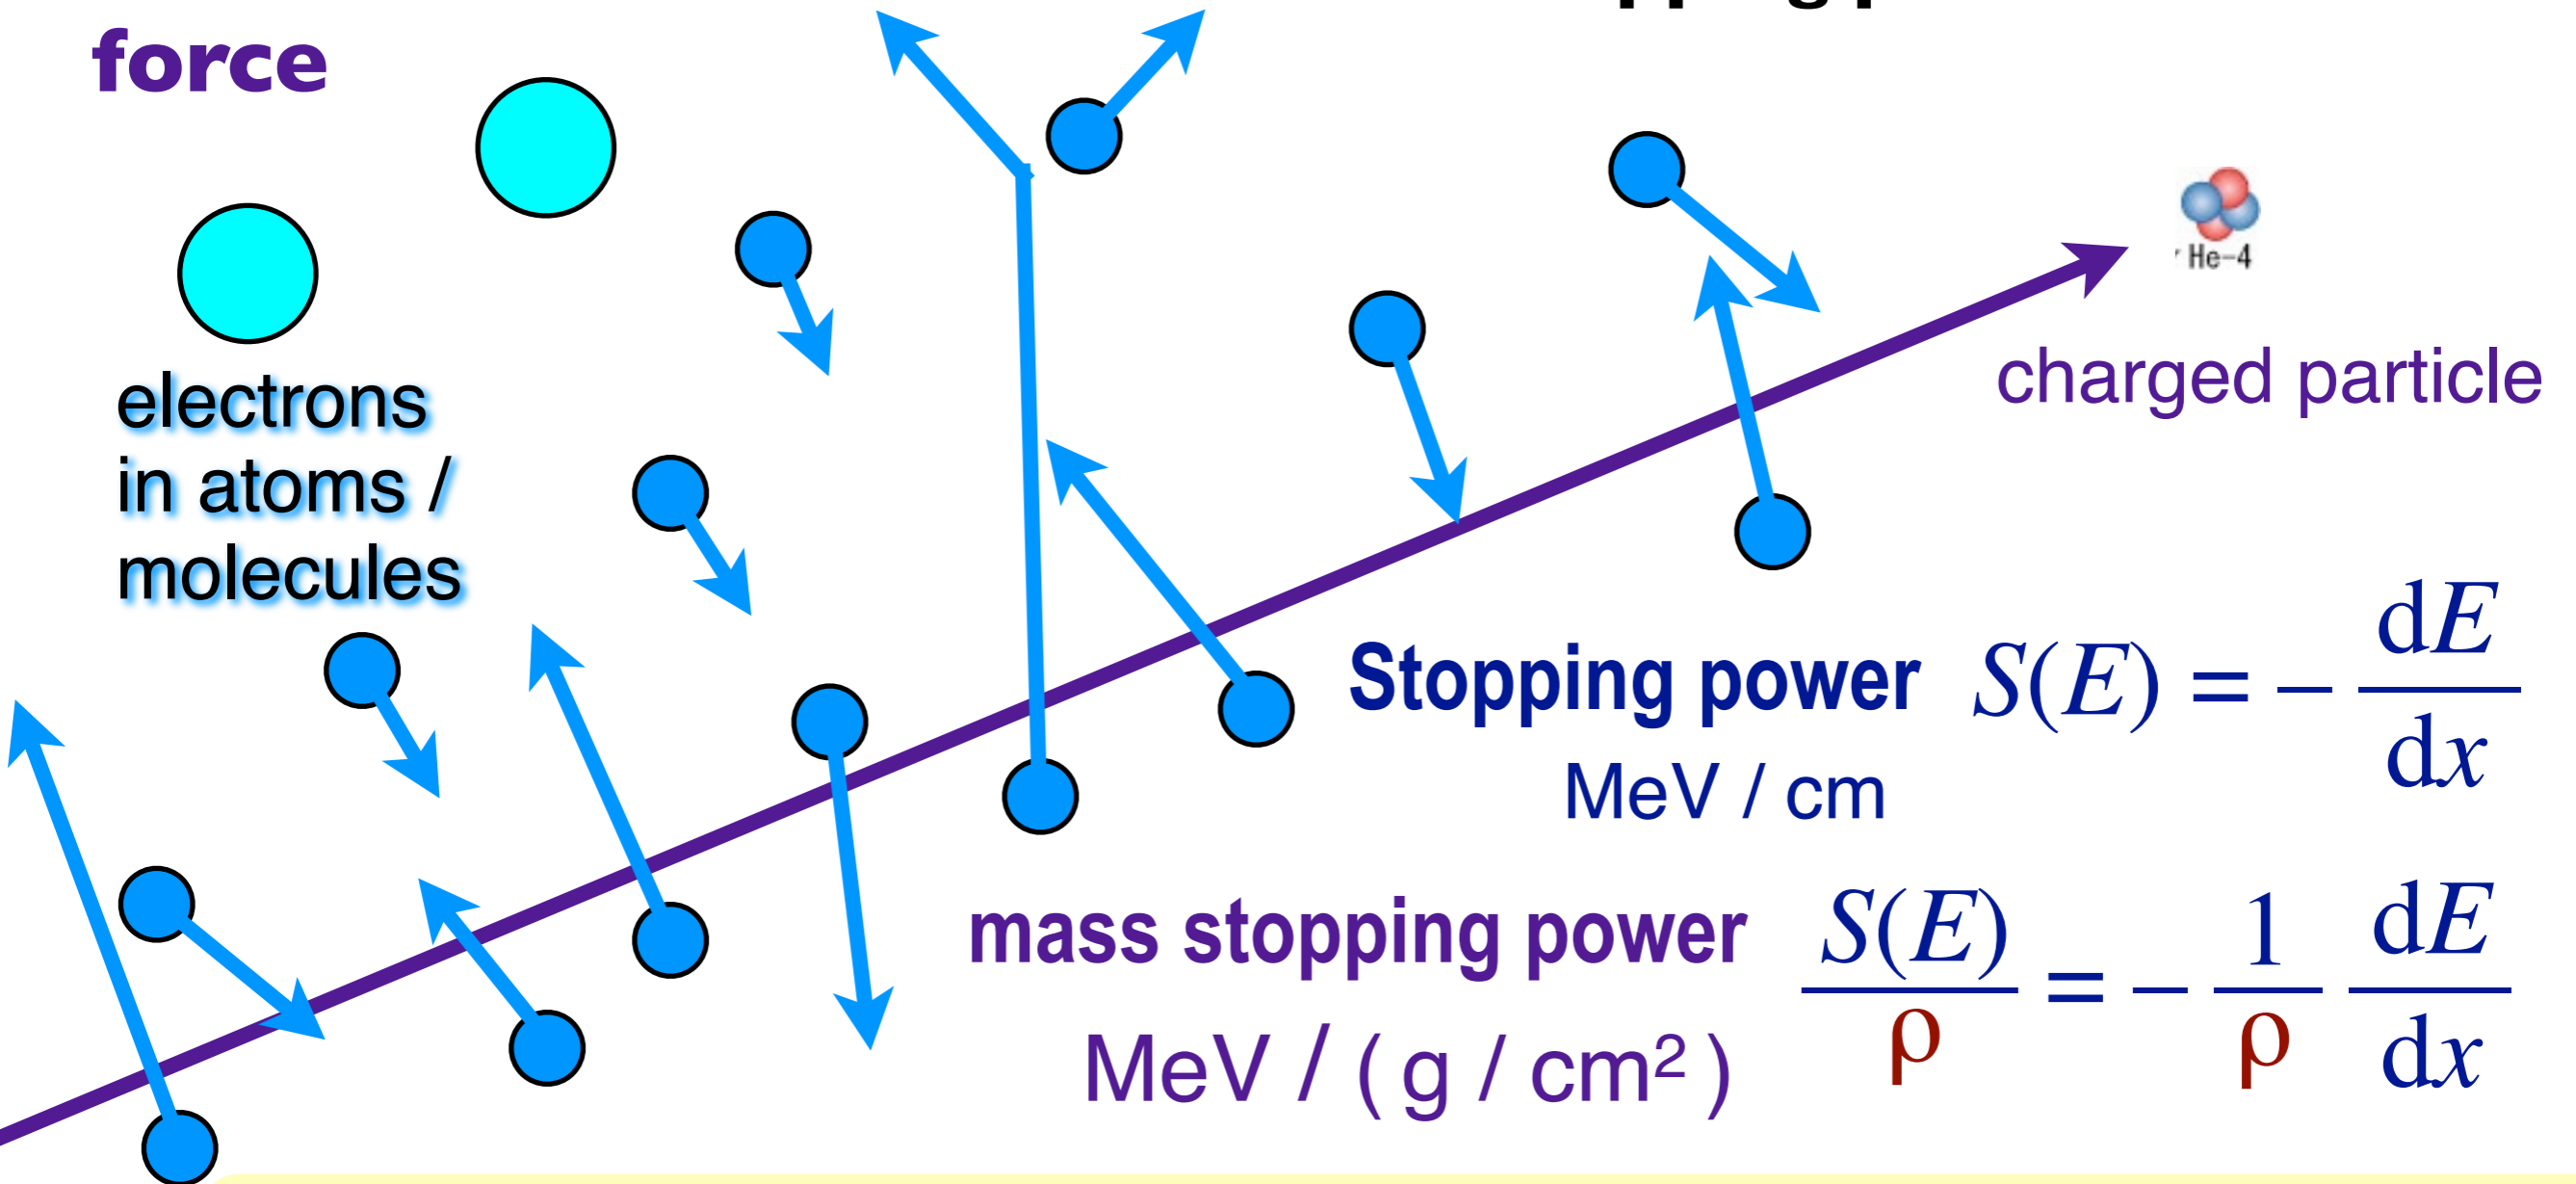 force
He-4
charged particle
electrons
in atoms /
molecules
Stopping power S(E) = − dE/dx
MeV / cm
mass stopping power S(E)/ρ = − 1/ρ dE/dx
MeV / ( g / cm² )